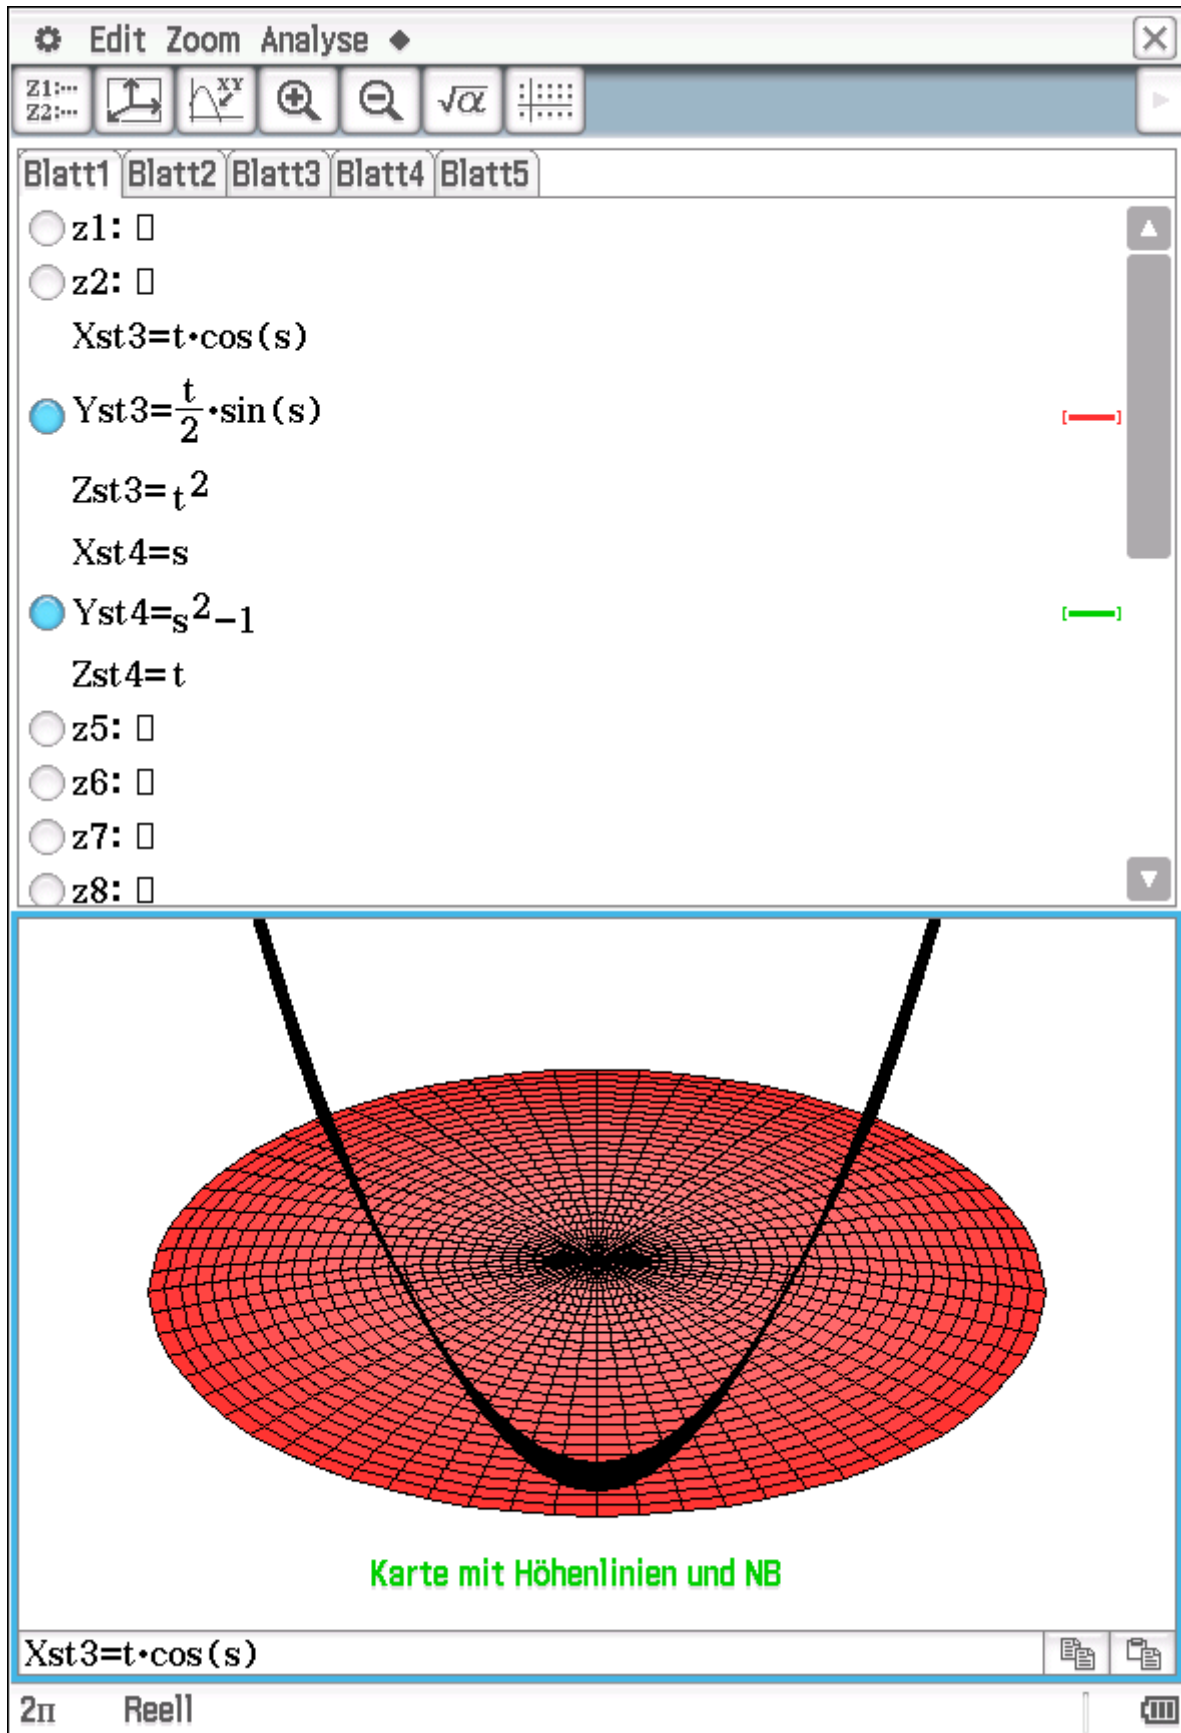 Edit Zoom Analyse
Z1:… XY
Z2:… √α
Blatt1 Blatt2 Blatt3 Blatt4 Blatt5
z1: 
z2: 
Xst3=t·cos(s)
Yst3=t/2·sin(s)
Zst3=t²
Xst4=s
Yst4=s²-1
Zst4=t
z5: 
z6: 
z7: 
z8: 
Karte mit Höhenlinien und NB
Xst3=t·cos(s)
2π Reell